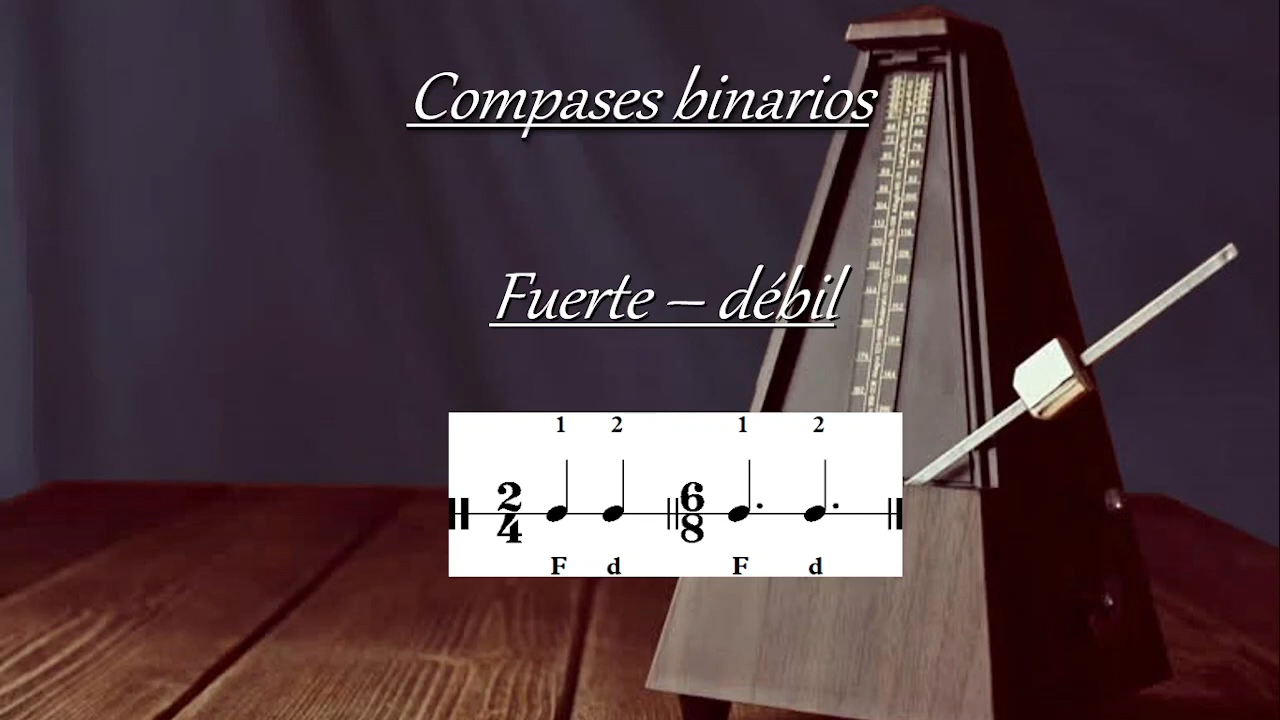 Compases binarios
Fuerte – débil
1 2 1 2
2 6
4 8
F d F d